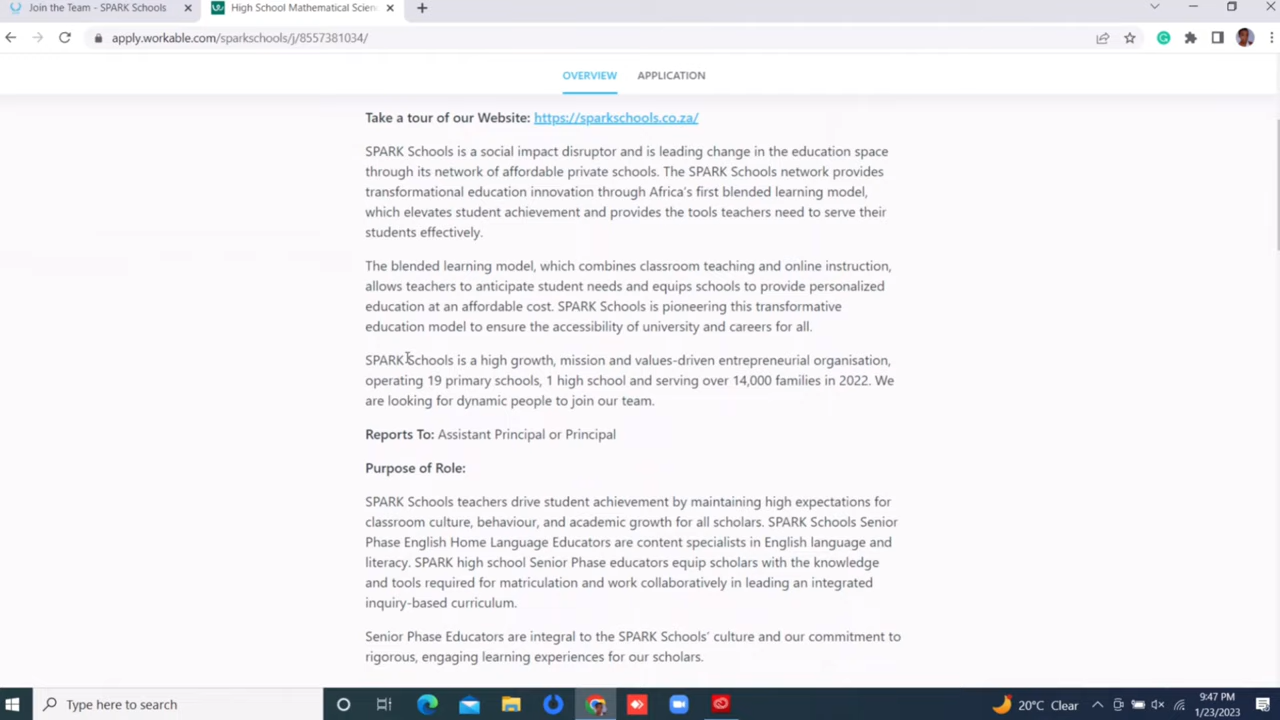 Join the Team - SPARK Schools
High School Mathematical Scien
apply.workable.com/sparkschools/j/8557381034/
OVERVIEW
APPLICATION
Take a tour of our Website: https://sparkschools.co.za/
SPARK Schools is a social impact disruptor and is leading change in the education space
through its network of affordable private schools. The SPARK Schools network provides
transformational education innovation through Africa's first blended learning model,
which elevates student achievement and provides the tools teachers need to serve their
students effectively.
The blended learning model, which combines classroom teaching and online instruction,
allows teachers to anticipate student needs and equips schools to provide personalized
education at an affordable cost. SPARK Schools is pioneering this transformative
education model to ensure the accessibility of university and careers for all.
SPARK Schools is a high growth, mission and values-driven entrepreneurial organisation,
operating 19 primary schools, 1 high school and serving over 14,000 families in 2022. We
are looking for dynamic people to join our team.
Reports To: Assistant Principal or Principal
Purpose of Role:
SPARK Schools teachers drive student achievement by maintaining high expectations for
classroom culture, behaviour, and academic growth for all scholars. SPARK Schools Senior
Phase English Home Language Educators are content specialists in English language and
literacy. SPARK high school Senior Phase educators equip scholars with the knowledge
and tools required for matriculation and work collaboratively in leading an integrated
inquiry-based curriculum.
Senior Phase Educators are integral to the SPARK Schools' culture and our commitment to
rigorous, engaging learning experiences for our scholars.
Type here to search
20°C Clear
9:47 PM
1/23/2023